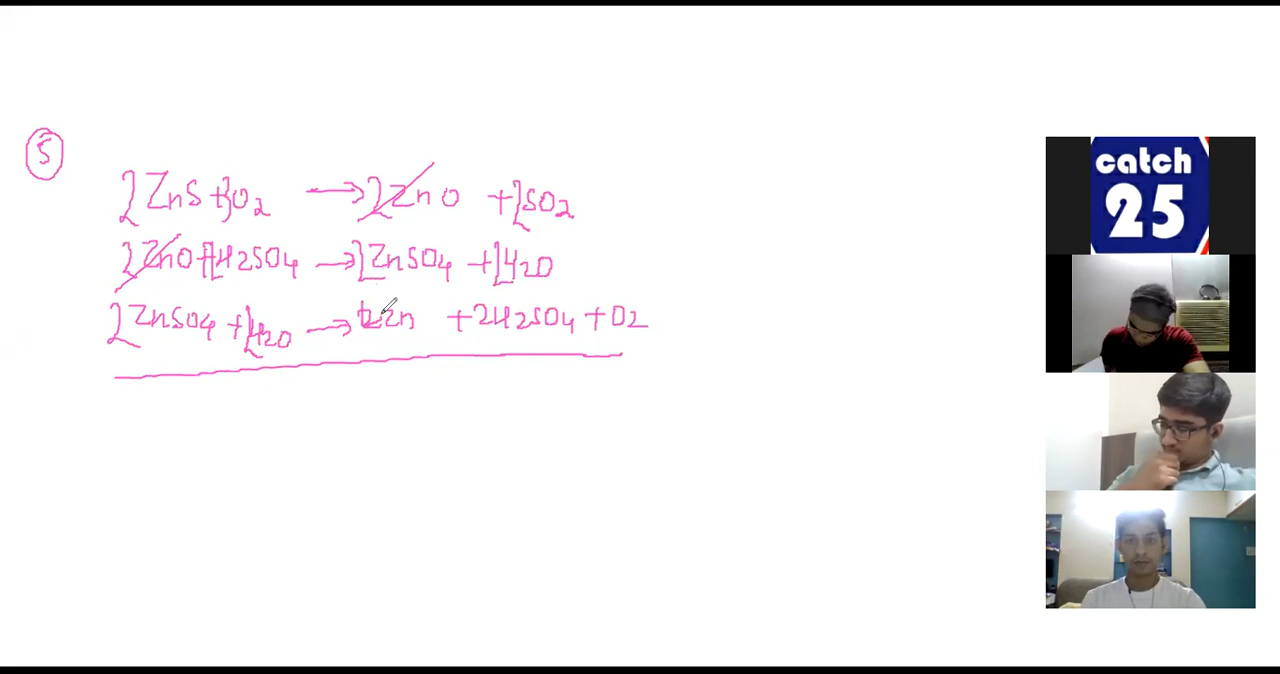 5
2ZnS + 3O2 → 2ZnO + 2SO2
2ZnO + 2H2SO4 → 2ZnSO4 + 2H2O
2ZnSO4 + 2H2O → 2Zn + 2H2SO4 + O2
catch
25